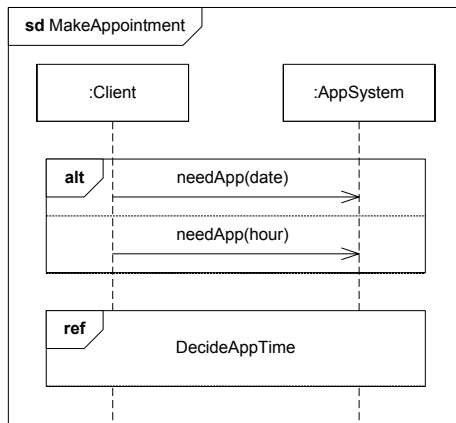 sd MakeAppointment
:Client
:AppSystem
alt
needApp(date)
needApp(hour)
ref
DecideAppTime